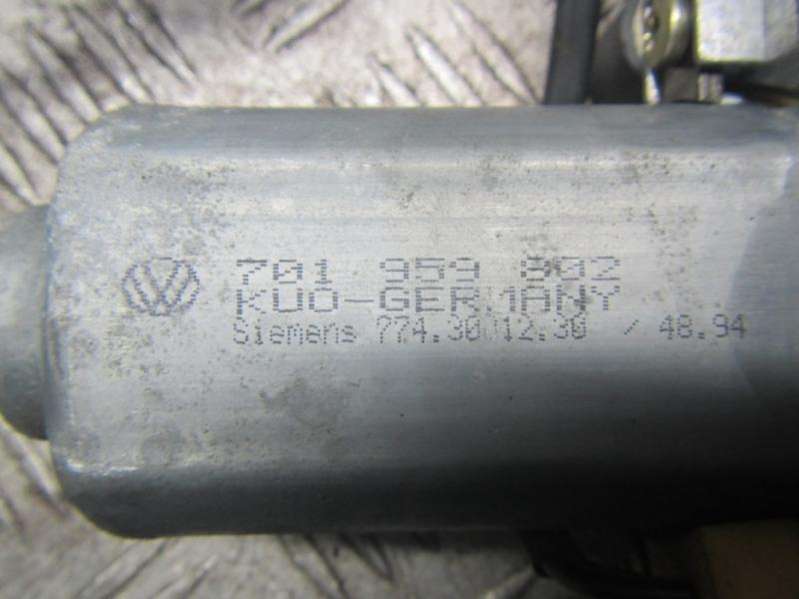 701 959 802
KUO-GERMANY
Siemens 774.30012.30 / 48.94